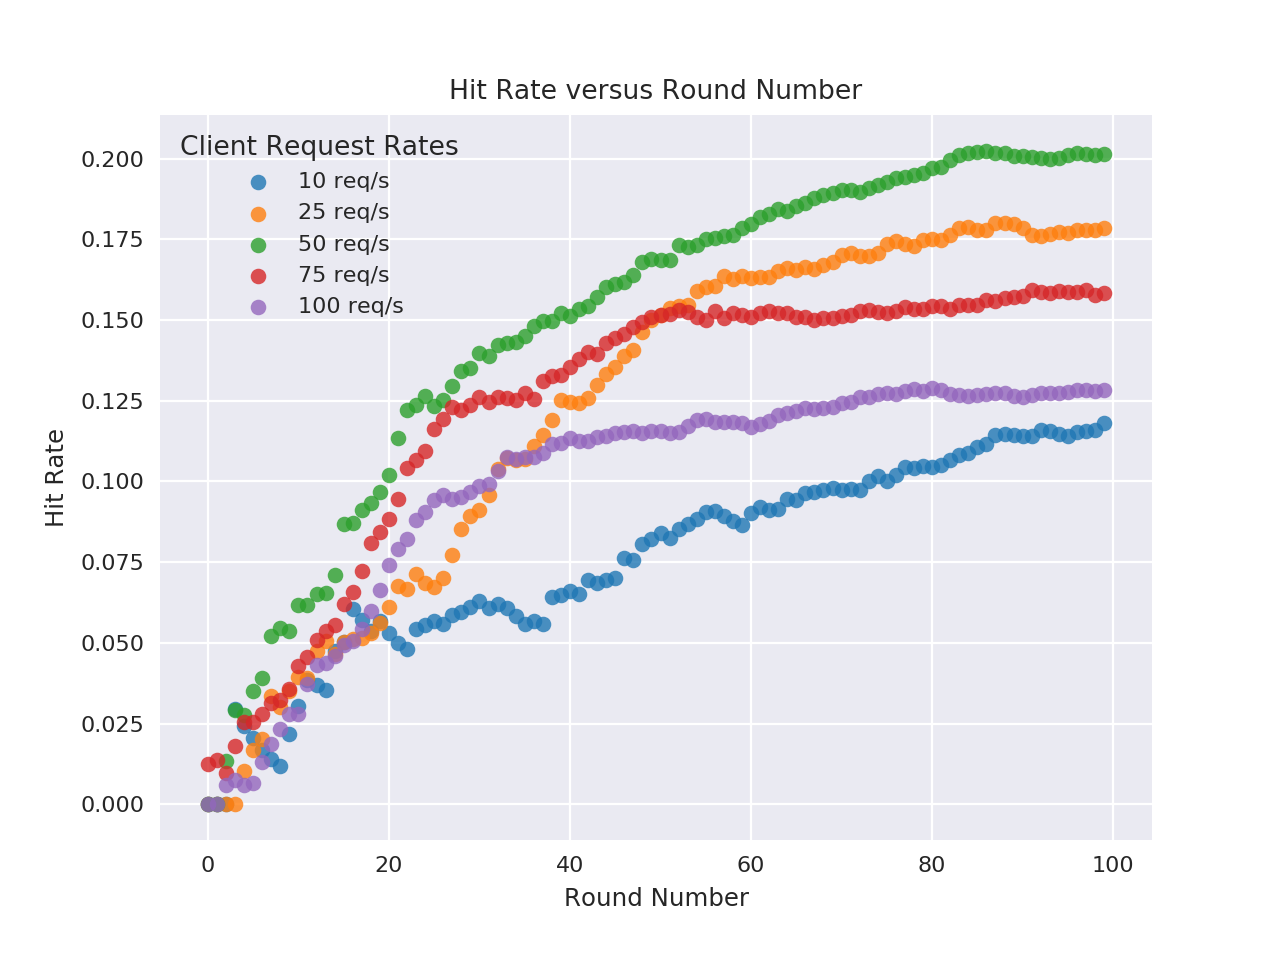 Hit Rate versus Round Number
Client Request Rates
10 req/s
25 req/s
50 req/s
75 req/s
100 req/s
0.200
0.175
0.150
0.125
0.100
0.075
0.050
0.025
0.000
Hit Rate
0 20 40 60 80 100
Round Number